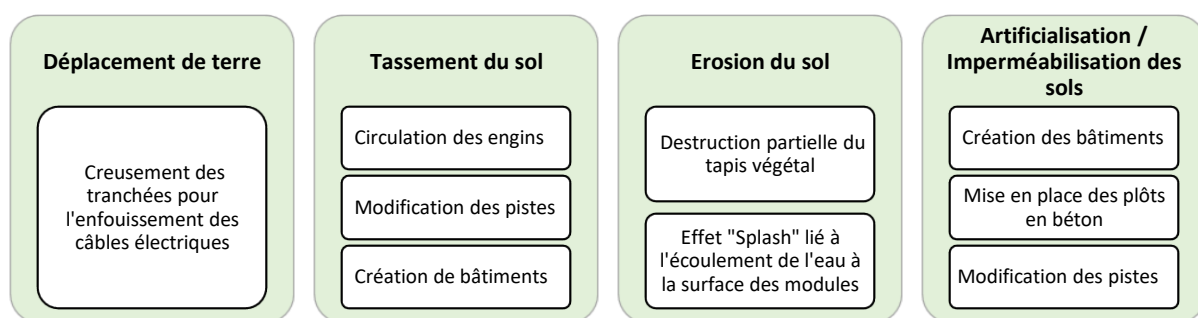 Déplacement de terre
Creusement des
tranchées pour
l'enfouissement des
câbles électriques
Tassement du sol
Circulation des engins
Modification des pistes
Création de bâtiments
Erosion du sol
Destruction partielle du
tapis végétal
Effet "Splash" lié à
l'écoulement de l'eau à
la surface des modules
Artificialisation /
Imperméabilisation des
sols
Création des bâtiments
Mise en place des plôts
en béton
Modification des pistes